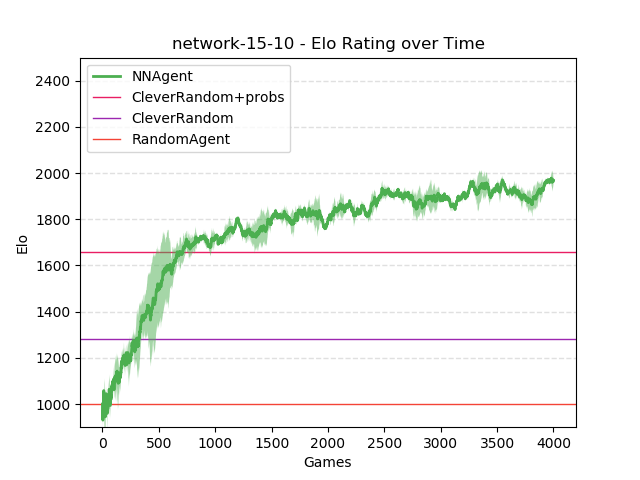 network-15-10 - Elo Rating over Time
NNAgent
CleverRandom+probs
CleverRandom
RandomAgent
2400
2200
2000
1800
1600
1400
1200
1000
Elo
0 500 1000 1500 2000 2500 3000 3500 4000
Games